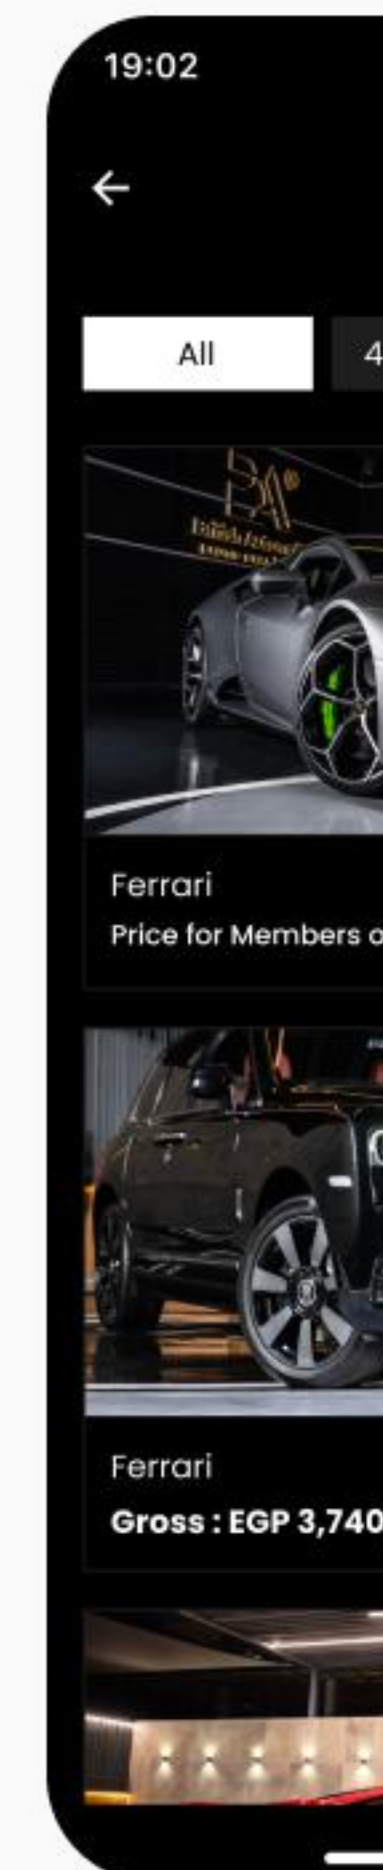 19:02
All
4
Ferrari
Price for Members o
Ferrari
Gross : EGP 3,740